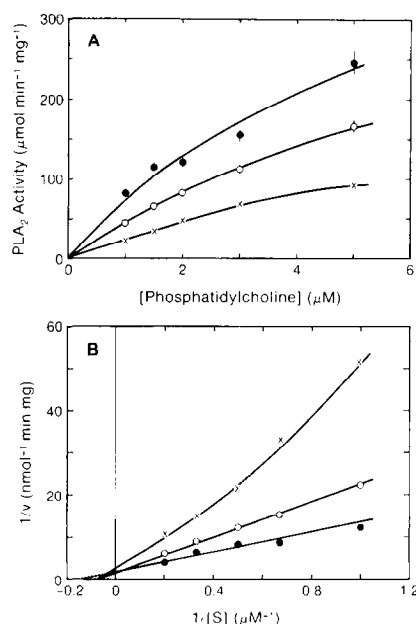 A
PLA₂ Activity (μmol min⁻¹ mg⁻¹)
300
200
100
0
0 2 4 6
[Phosphatidylcholine] (μM)
B
1/v (nmol⁻¹ min mg)
60
40
20
0
-0.2 0 0.4 0.8 1.2
1/[S] (μM⁻¹)